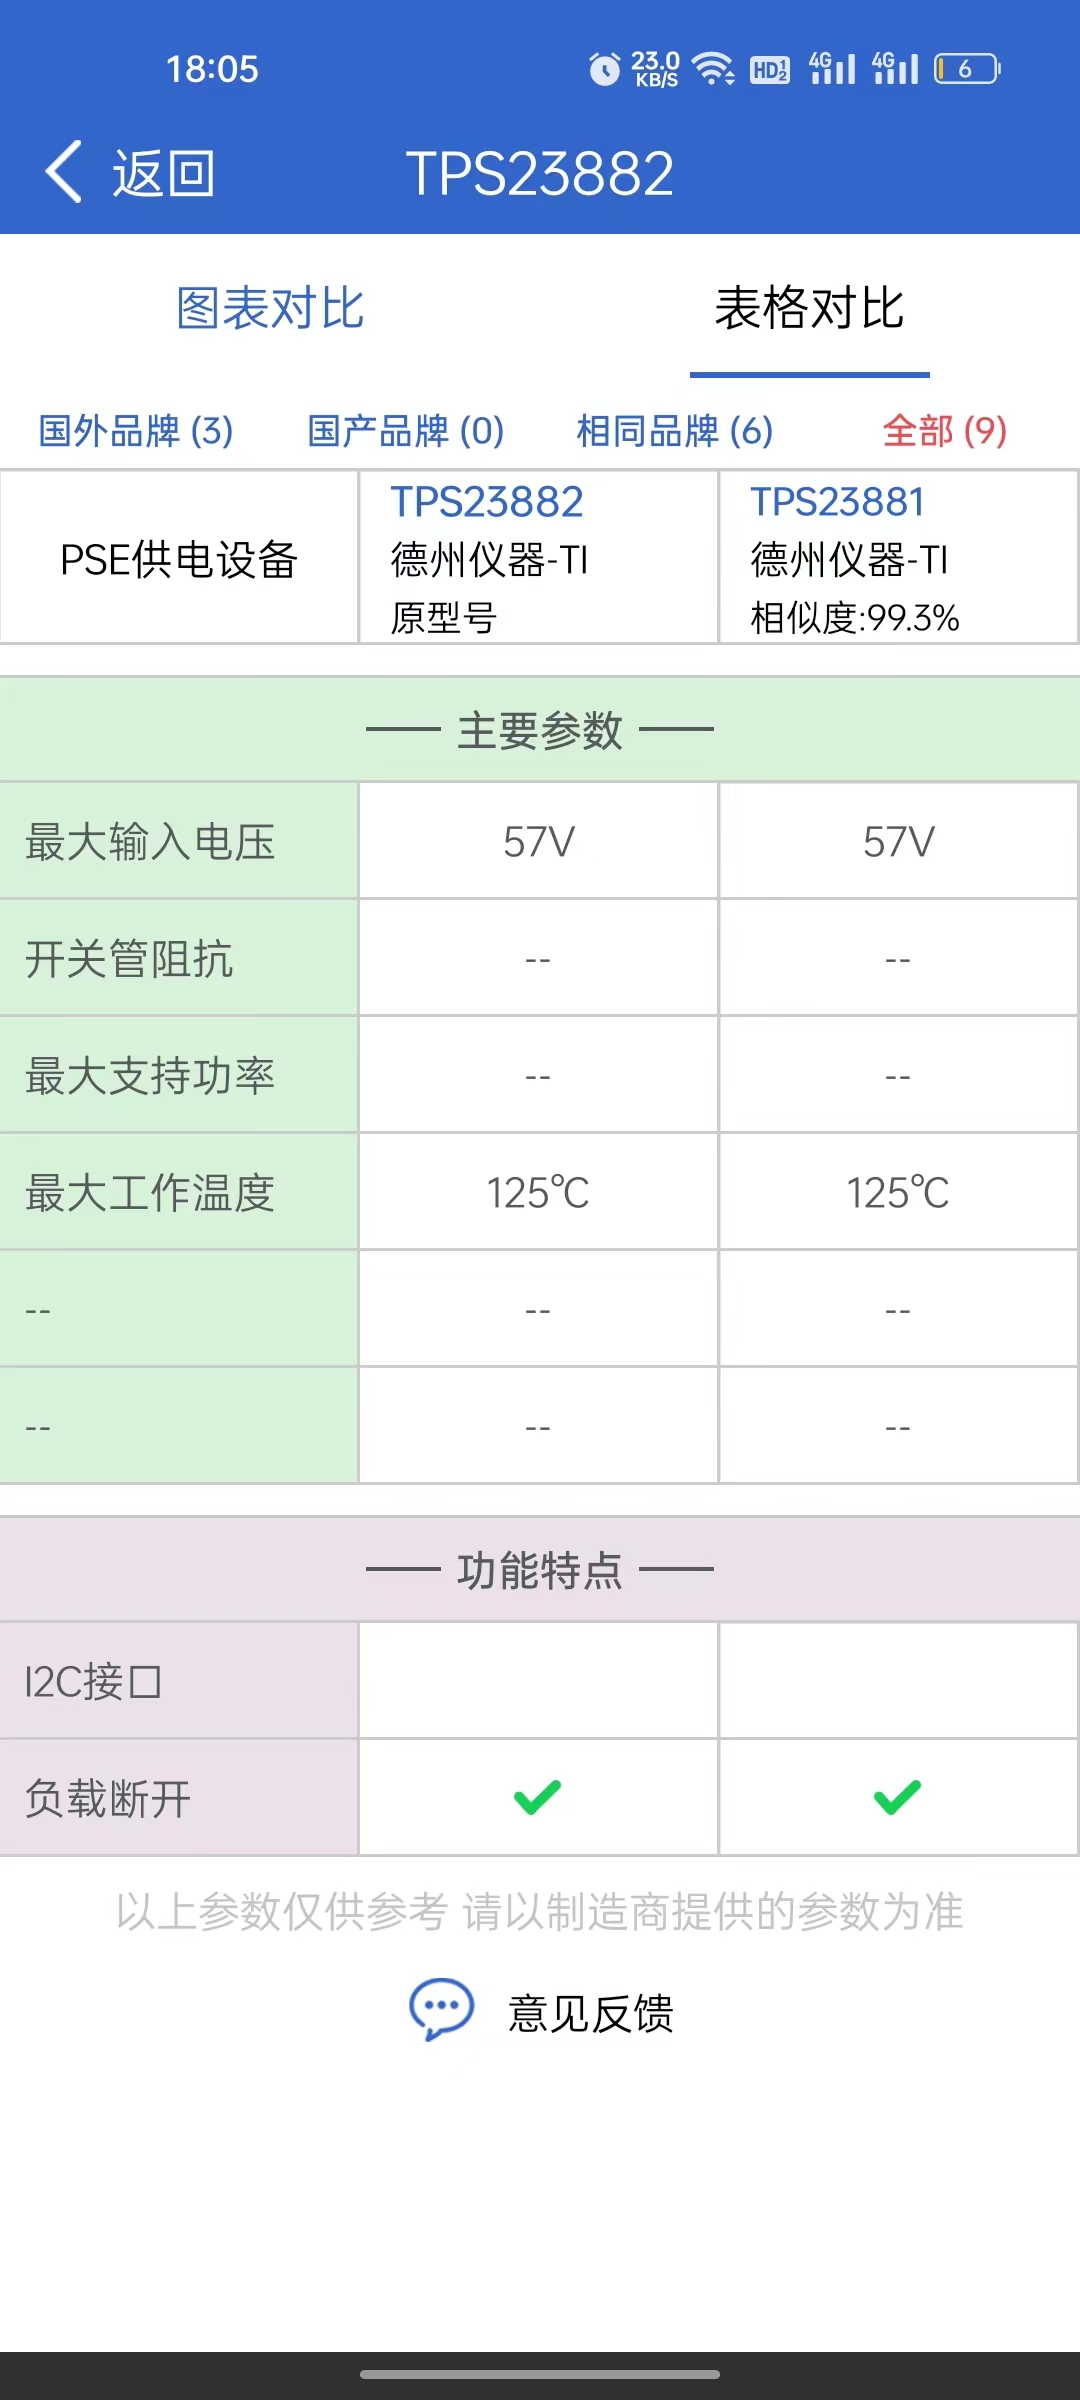 18:05
23.0
KB/S
HD 1 2
4G
4G
6
返回
TPS23882
图表对比
表格对比
国外品牌 (3)
国产品牌 (0)
相同品牌 (6)
全部 (9)
PSE供电设备
TPS23882
德州仪器-TI
原型号
TPS23881
德州仪器-TI
相似度:99.3%
主要参数
最大输入电压
57V
57V
开关管阻抗
--
--
最大支持功率
--
--
最大工作温度
125℃
125℃
--
--
--
--
--
--
功能特点
I2C接口
负载断开
以上参数仅供参考 请以制造商提供的参数为准
意见反馈